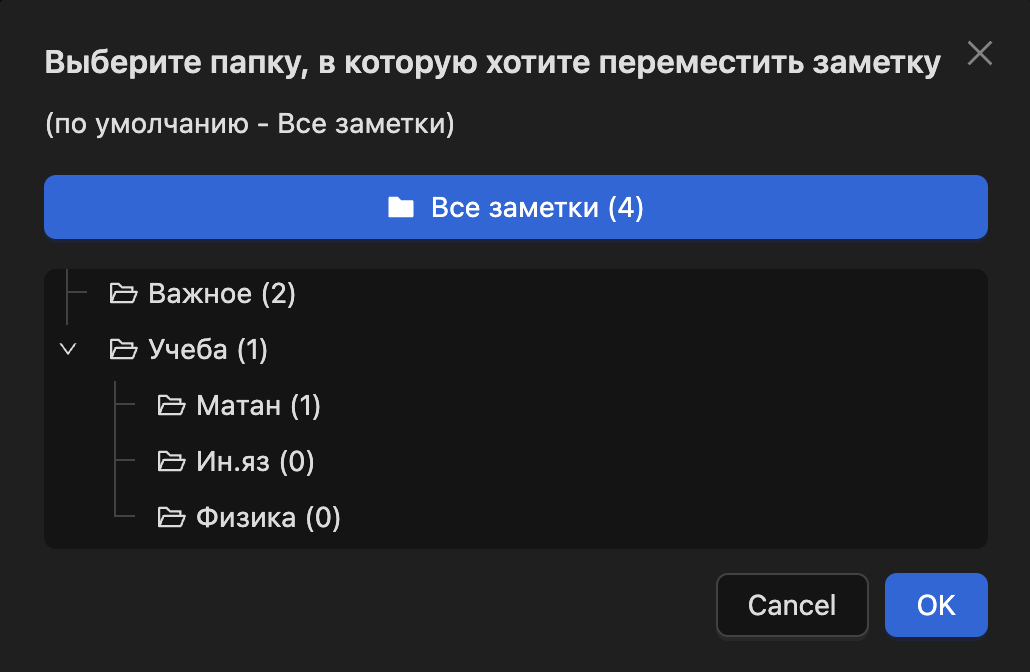 Выберите папку, в которую хотите переместить заметку
(по умолчанию - Все заметки)
Все заметки (4)
Важное (2)
Учеба (1)
Матан (1)
Ин.яз (0)
Физика (0)
Cancel
OK